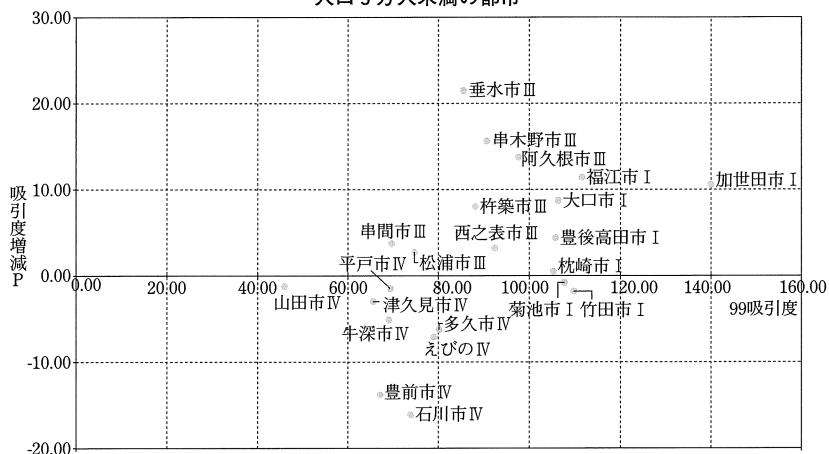 人口3万人未満の都市
30.00
垂水市Ⅲ
20.00
串木野市Ⅲ
阿久根市Ⅲ
福江市Ⅰ
加世田市Ⅰ
10.00
大口市Ⅰ
杵築市Ⅲ
吸引度増減P
串間市Ⅲ
西之表市Ⅲ
豊後高田市Ⅰ
平戸市Ⅳ
松浦市Ⅲ
枕崎市Ⅰ
0.00
0.00 20.00 40.00 60.00 80.00 100.00 120.00 140.00 160.00
山田市Ⅳ
津久見市Ⅳ
菊池市Ⅰ 竹田市Ⅰ
99吸引度
牛深市Ⅳ
多久市Ⅳ
えびのⅣ
-10.00
豊前市Ⅳ
石川市Ⅳ
-20.00